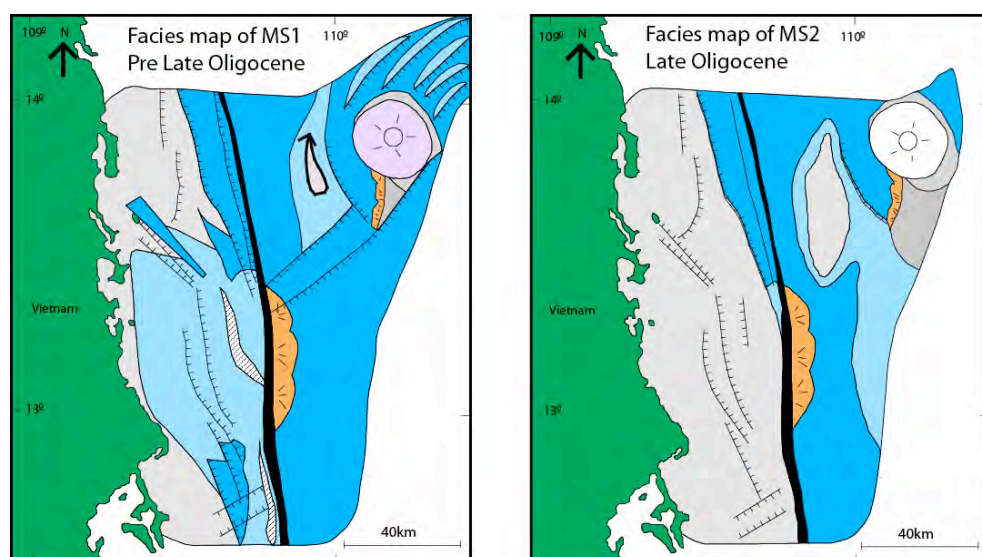 109º N 110º
Facies map of MS1
Pre Late Oligocene
14º
Vietnam
13º
40km
109º N 110º
Facies map of MS2
Late Oligocene
14º
Vietnam
13º
40km